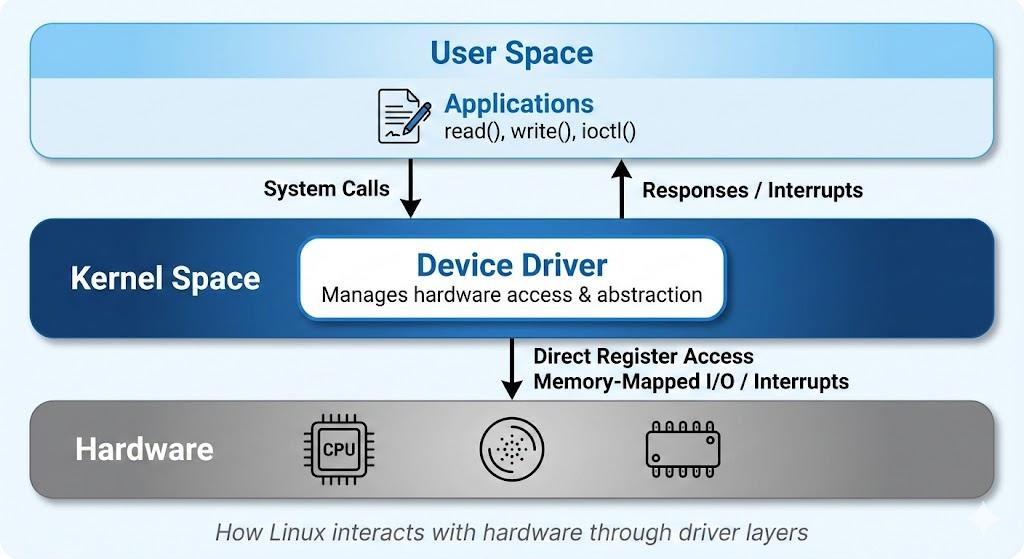 User Space
Applications
read(), write(), ioctl()
System Calls
Responses / Interrupts
Kernel Space
Device Driver
Manages hardware access & abstraction
Direct Register Access
Memory-Mapped I/O / Interrupts
Hardware
CPU
How Linux interacts with hardware through driver layers